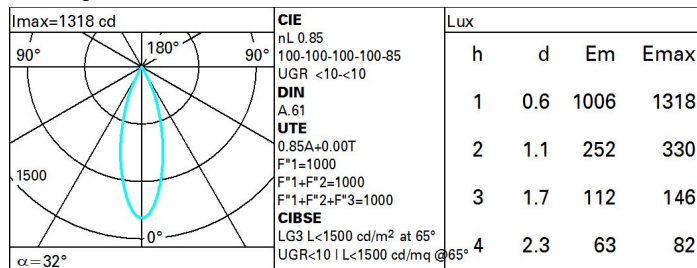 Imax=1318 cd
90°
180°
90°
1500
0°
α=32°
CIE
nL 0.85
100-100-100-100-85
UGR <10-<10
DIN
A.61
UTE
0.85A+0.00T
F"1=1000
F"1+F"2=1000
F"1+F"2+F"3=1000
CIBSE
LG3 L<1500 cd/m² at 65°
UGR<10 | L<1500 cd/mq @65°
Lux
h d Em Emax
1 0.6 1006 1318
2 1.1 252 330
3 1.7 112 146
4 2.3 63 82